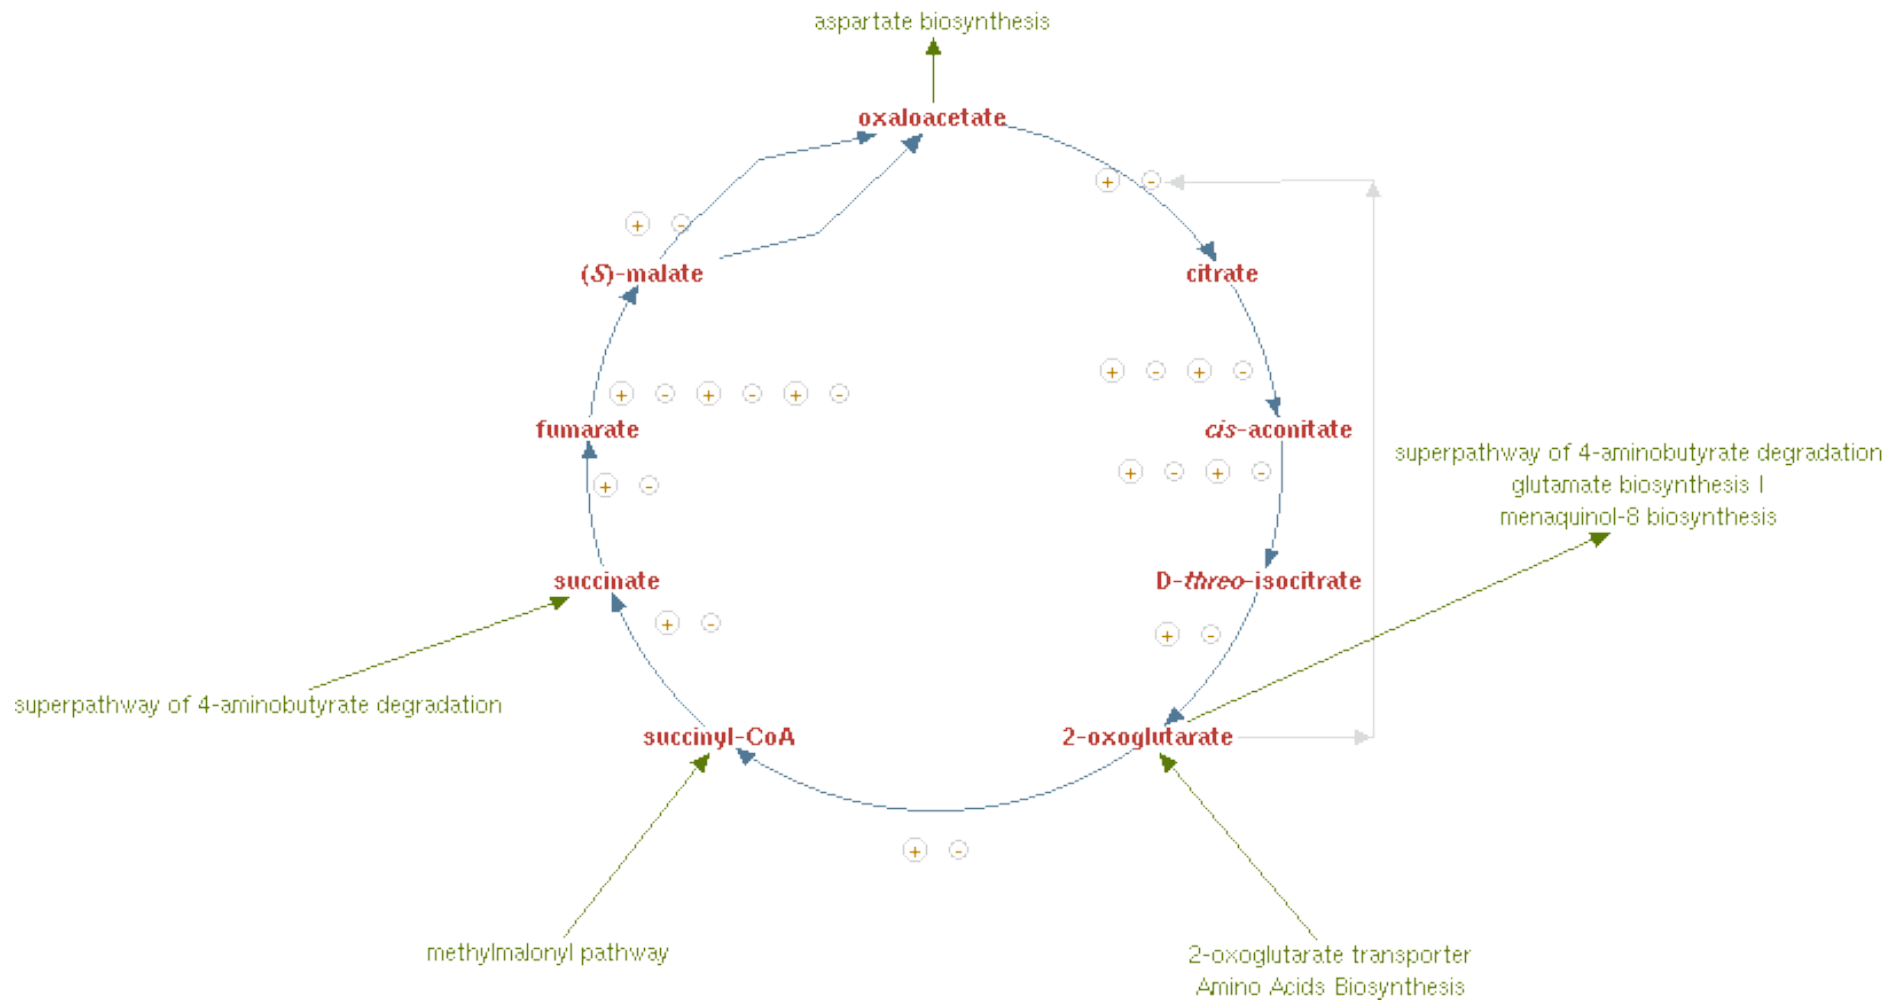 aspartate biosynthesis
oxaloacetate
+ -
+ -
(S)-malate
citrate
+ - + -
+ - + - + -
fumarate
cis-aconitate
superpathway of 4-aminobutyrate degradation
glutamate biosynthesis I
menaquinol-8 biosynthesis
+ - + -
+ -
succinate
D-threo-isocitrate
+ -
+ -
superpathway of 4-aminobutyrate degradation
succinyl-CoA
2-oxoglutarate
+ -
methylmalonyl pathway
2-oxoglutarate transporter
Amino Acids Biosynthesis